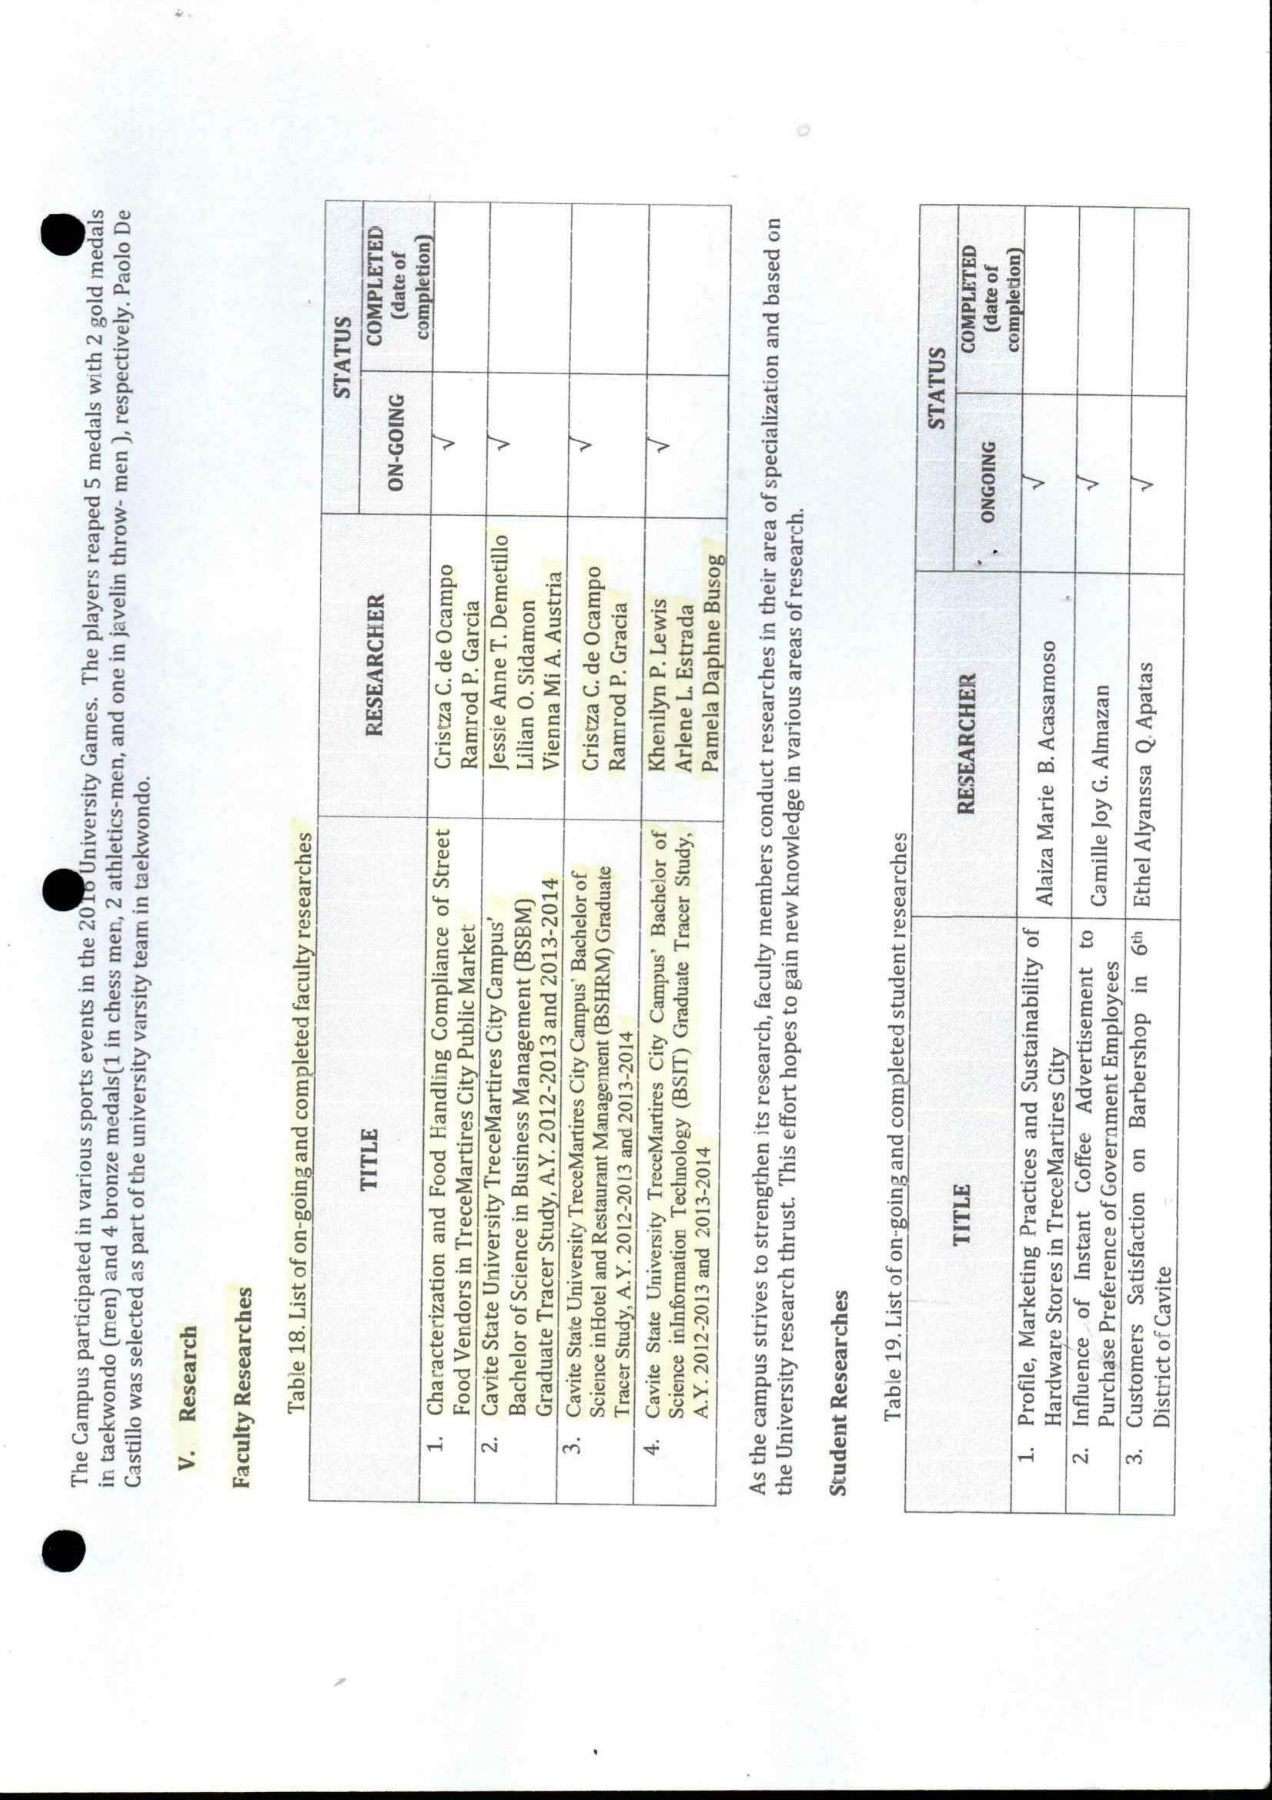 The Campus participated in various sports events in the 2016 University Games. The players reaped 5 medals with 2 gold medals
in taekwondo (men) and 4 bronze medals(1 in chess men, 2 athletics-men, and one in javelin throw- men ), respectively. Paolo De
Castillo was selected as part of the university varsity team in taekwondo.
V. Research
Faculty Researches
Table 18. List of on-going and completed faculty researches
TITLE RESEARCHER STATUS
ON-GOING COMPLETED
(date of
completion)
1. Characterization and Food Handling Compliance of Street Cristza C. de Ocampo √
Food Vendors in TreceMartires City Public Market Ramrod P. Garcia
2. Cavite State University TreceMartires City Campus' Jessie Anne T. Demetillo √
Bachelor of Science in Business Management (BSBM) Lilian O. Sidamon
Graduate Tracer Study, A.Y. 2012-2013 and 2013-2014 Vienna Mi A. Austria
3. Cavite State University TreceMartires City Campus' Bachelor of Cristza C. de Ocampo √
Science inHotel and Restaurant Management (BSHRM) Graduate Ramrod P. Gracia
Tracer Study, A.Y. 2012-2013 and 2013-2014
4. Cavite State University TreceMartires City Campus' Bachelor of Khenilyn P. Lewis √
Science inInformation Technology (BSIT) Graduate Tracer Study, Arlene L. Estrada
A.Y. 2012-2013 and 2013-2014 Pamela Daphne Busog
As the campus strives to strengthen its research, faculty members conduct researches in their area of specialization and based on
the University research thrust. This effort hopes to gain new knowledge in various areas of research.
Student Researches
Table 19. List of on-going and completed student researches
TITLE RESEARCHER STATUS
ONGOING COMPLETED
(date of
completion)
1. Profile, Marketing Practices and Sustainability of Alaiza Marie B. Acasamoso √
Hardware Stores in TreceMartires City
2. Influence of Instant Coffee Advertisement to Camille Joy G. Almazan √
Purchase Preference of Government Employees
3. Customers Satisfaction on Barbershop in 6th Ethel Alyanssa Q. Apatas √
District of Cavite